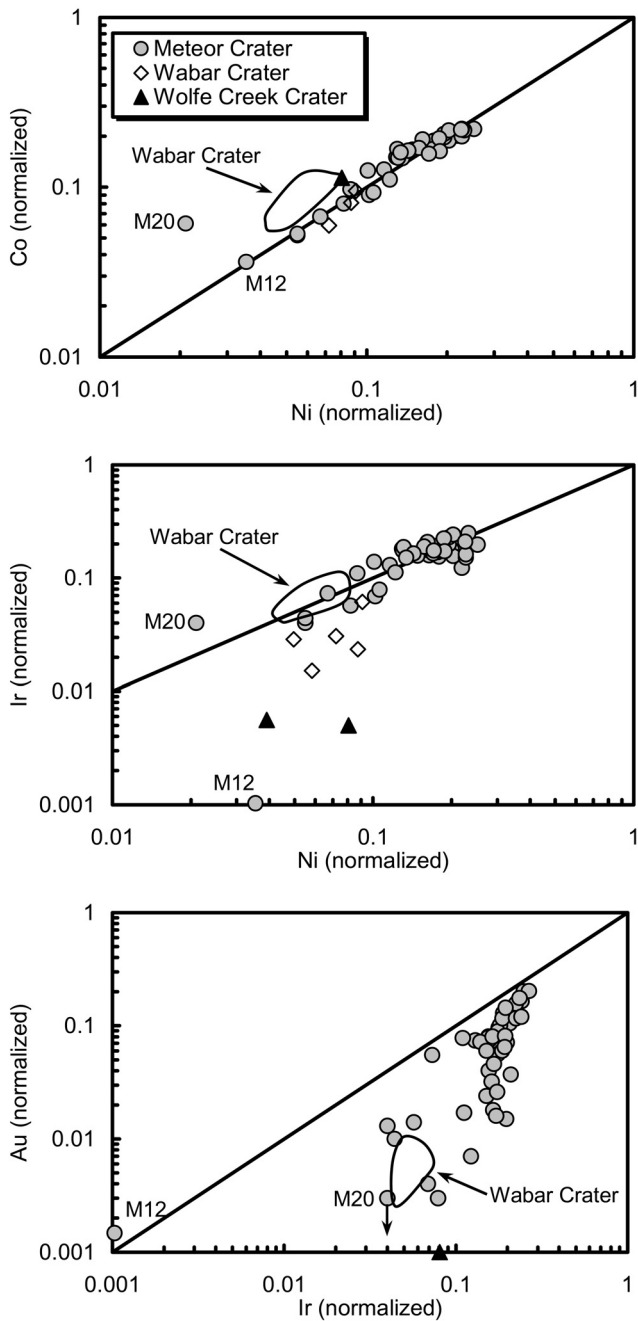 1
Meteor Crater
Wabar Crater
Wolfe Creek Crater
Wabar Crater
0.1
M20
M12
0.01
Co (normalized)
0.01
0.1
1
Ni (normalized)
1
Wabar Crater
0.1
M20
0.01
M12
0.001
Ir (normalized)
0.01
0.1
1
Ni (normalized)
1
0.1
0.01
M20
Wabar Crater
M12
0.001
Au (normalized)
0.001
0.01
0.1
1
Ir (normalized)